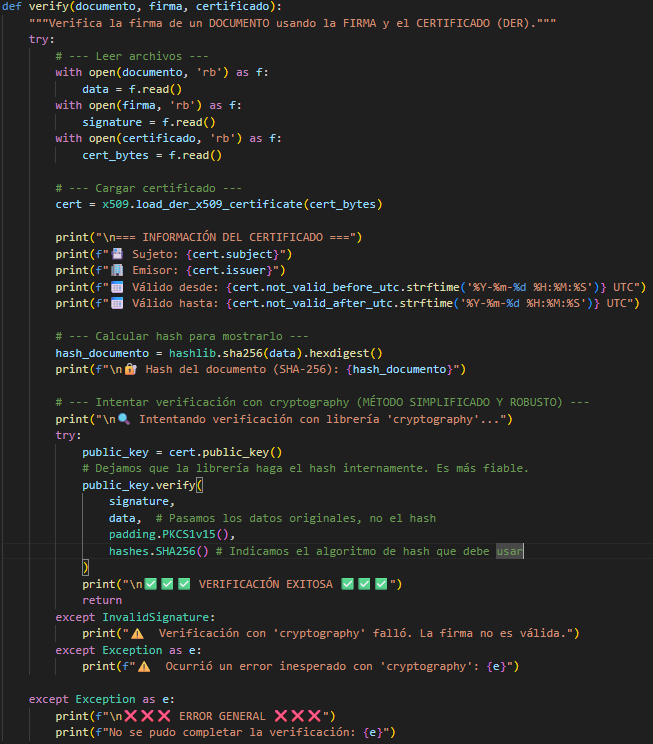 def verify(documento, firma, certificado):
"""Verifica la firma de un DOCUMENTO usando la FIRMA y el CERTIFICADO (DER)."""
try:
# --- Leer archivos ---
with open(documento, 'rb') as f:
data = f.read()
with open(firma, 'rb') as f:
signature = f.read()
with open(certificado, 'rb') as f:
cert_bytes = f.read()
# --- Cargar certificado ---
cert = x509.load_der_x509_certificate(cert_bytes)
print("\n=== INFORMACIÓN DEL CERTIFICADO ===")
print(f"📇 Sujeto: {cert.subject}")
print(f"🏢 Emisor: {cert.issuer}")
print(f"📅 Válido desde: {cert.not_valid_before_utc.strftime('%Y-%m-%d %H:%M:%S')} UTC")
print(f"📅 Válido hasta: {cert.not_valid_after_utc.strftime('%Y-%m-%d %H:%M:%S')} UTC")
# --- Calcular hash para mostrarlo ---
hash_documento = hashlib.sha256(data).hexdigest()
print(f"\n🔐 Hash del documento (SHA-256): {hash_documento}")
# --- Intentar verificación con cryptography (MÉTODO SIMPLIFICADO Y ROBUSTO) ---
print("\n🔍 Intentando verificación con librería 'cryptography'...")
try:
public_key = cert.public_key()
# Dejamos que la librería haga el hash internamente. Es más fiable.
public_key.verify(
signature,
data,  # Pasamos los datos originales, no el hash
padding.PKCS1v15(),
hashes.SHA256() # Indicamos el algoritmo de hash que debe usar
)
print("\n✅✅✅ VERIFICACIÓN EXITOSA ✅✅✅")
return
except InvalidSignature:
print("⚠️  Verificación con 'cryptography' falló. La firma no es válida.")
except Exception as e:
print(f"⚠️  Ocurrió un error inesperado con 'cryptography': {e}")
except Exception as e:
print(f"\n❌❌❌ ERROR GENERAL ❌❌❌")
print(f"No se pudo completar la verificación: {e}")